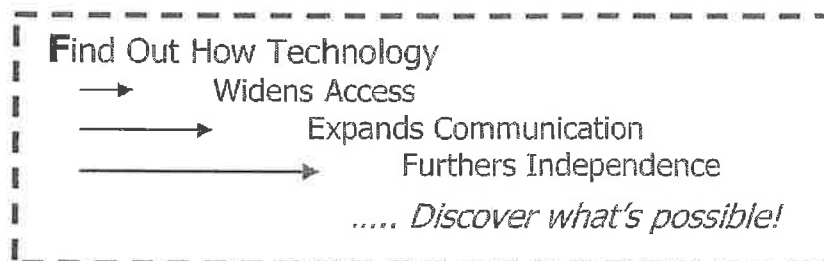 Find Out How Technology
Widens Access
Expands Communication
Furthers Independence
..... Discover what's possible!